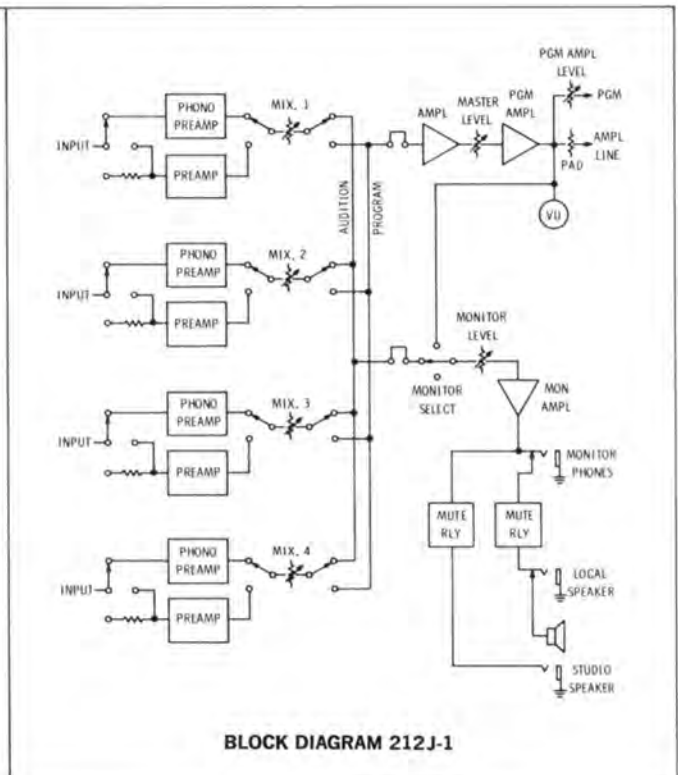 PHONO
PREAMP
MIX. 1
INPUT
PREAMP
PHONO
PREAMP
MIX. 2
INPUT
PREAMP
PHONO
PREAMP
MIX. 3
INPUT
PREAMP
PHONO
PREAMP
MIX. 4
INPUT
PREAMP
AUDITION
PROGRAM
AMPL
MASTER
LEVEL
PGM
AMPL
PGM AMPL
LEVEL
PGM
AMPL
LINE
PAD
VU
MONITOR
LEVEL
MONITOR
SELECT
MON
AMPL
MONITOR
PHONES
MUTE
RLY
MUTE
RLY
LOCAL
SPEAKER
STUDIO
SPEAKER
BLOCK DIAGRAM 212J-1